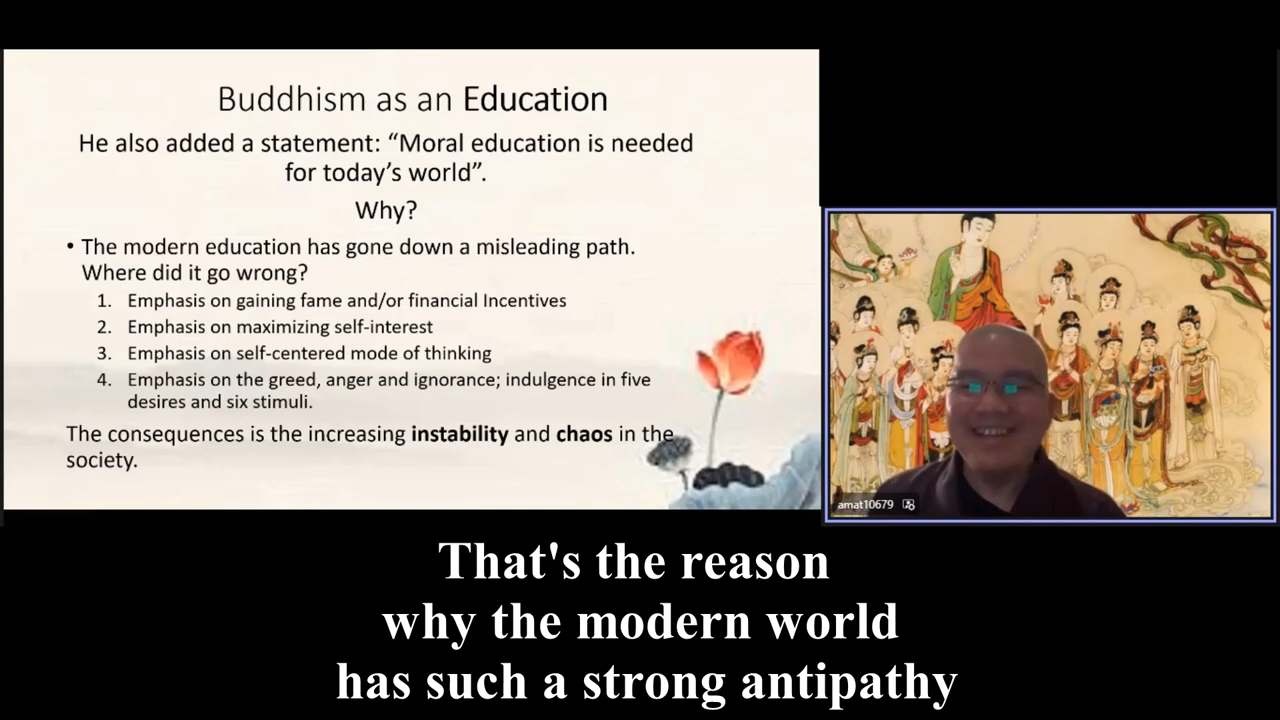 Buddhism as an Education
He also added a statement: “Moral education is needed
for today’s world”.
Why?
• The modern education has gone down a misleading path.
Where did it go wrong?
1. Emphasis on gaining fame and/or financial Incentives
2. Emphasis on maximizing self-interest
3. Emphasis on self-centered mode of thinking
4. Emphasis on the greed, anger and ignorance; indulgence in five
desires and six stimuli.
The consequences is the increasing instability and chaos in the
society.
amat10679
That's the reason
why the modern world
has such a strong antipathy